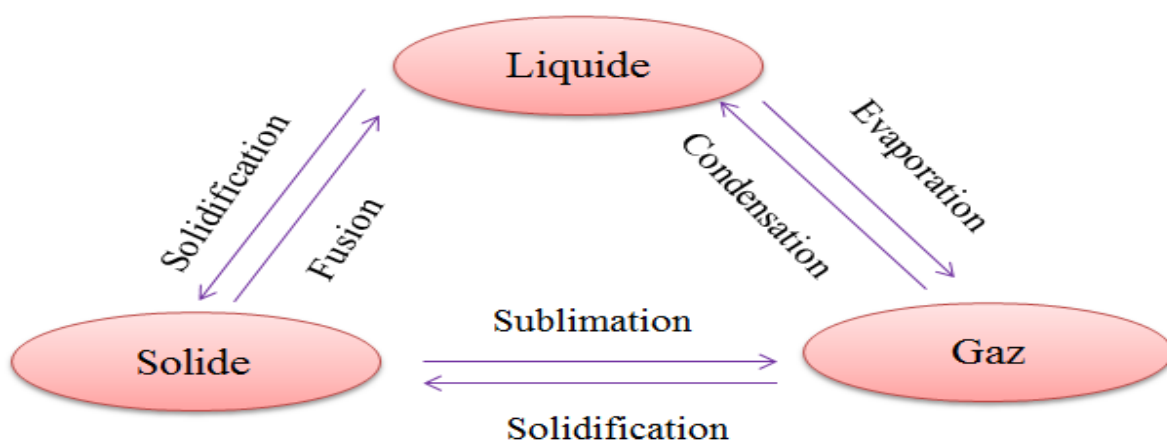 Liquide
Solidification
Fusion
Condensation
Evaporation
Sublimation
Solide
Gaz
Solidification